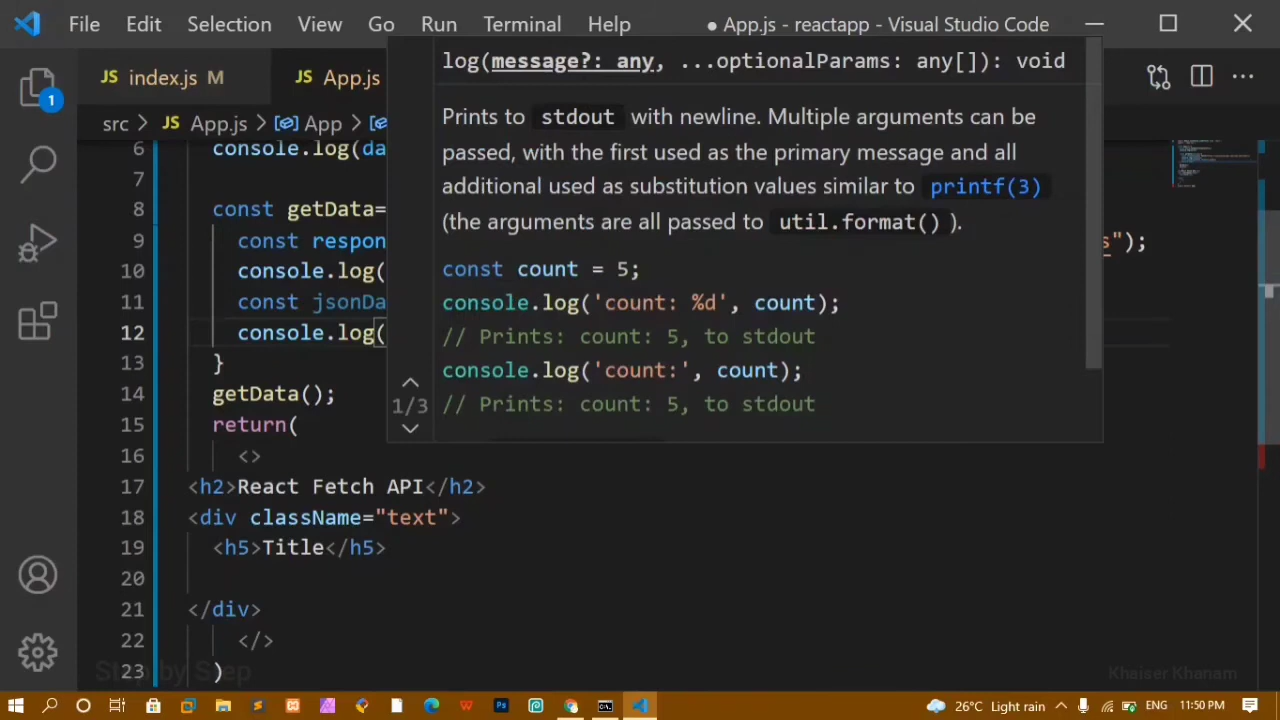 File Edit Selection View Go Run Terminal Help ● App.js - reactapp - Visual Studio Code
JS index.js M JS App.js
src > JS App.js > App >
log(message?: any, ...optionalParams: any[]): void
Prints to stdout with newline. Multiple arguments can be
passed, with the first used as the primary message and all
additional used as substitution values similar to printf(3)
(the arguments are all passed to util.format() ).
const count = 5;
console.log('count: %d', count);
// Prints: count: 5, to stdout
console.log('count:', count);
// Prints: count: 5, to stdout
1/3
1
6 console.log(da
7
8 const getData=
9 const respon s");
10 console.log(
11 const jsonDa
12 console.log(
13 }
14 getData();
15 return(
16 <>
17 <h2>React Fetch API</h2>
18 <div className="text">
19 <h5>Title</h5>
20
21 </div>
22 </>
23 )
Step by Step
Khaiser Khanam
26°C Light rain ENG 11:50 PM